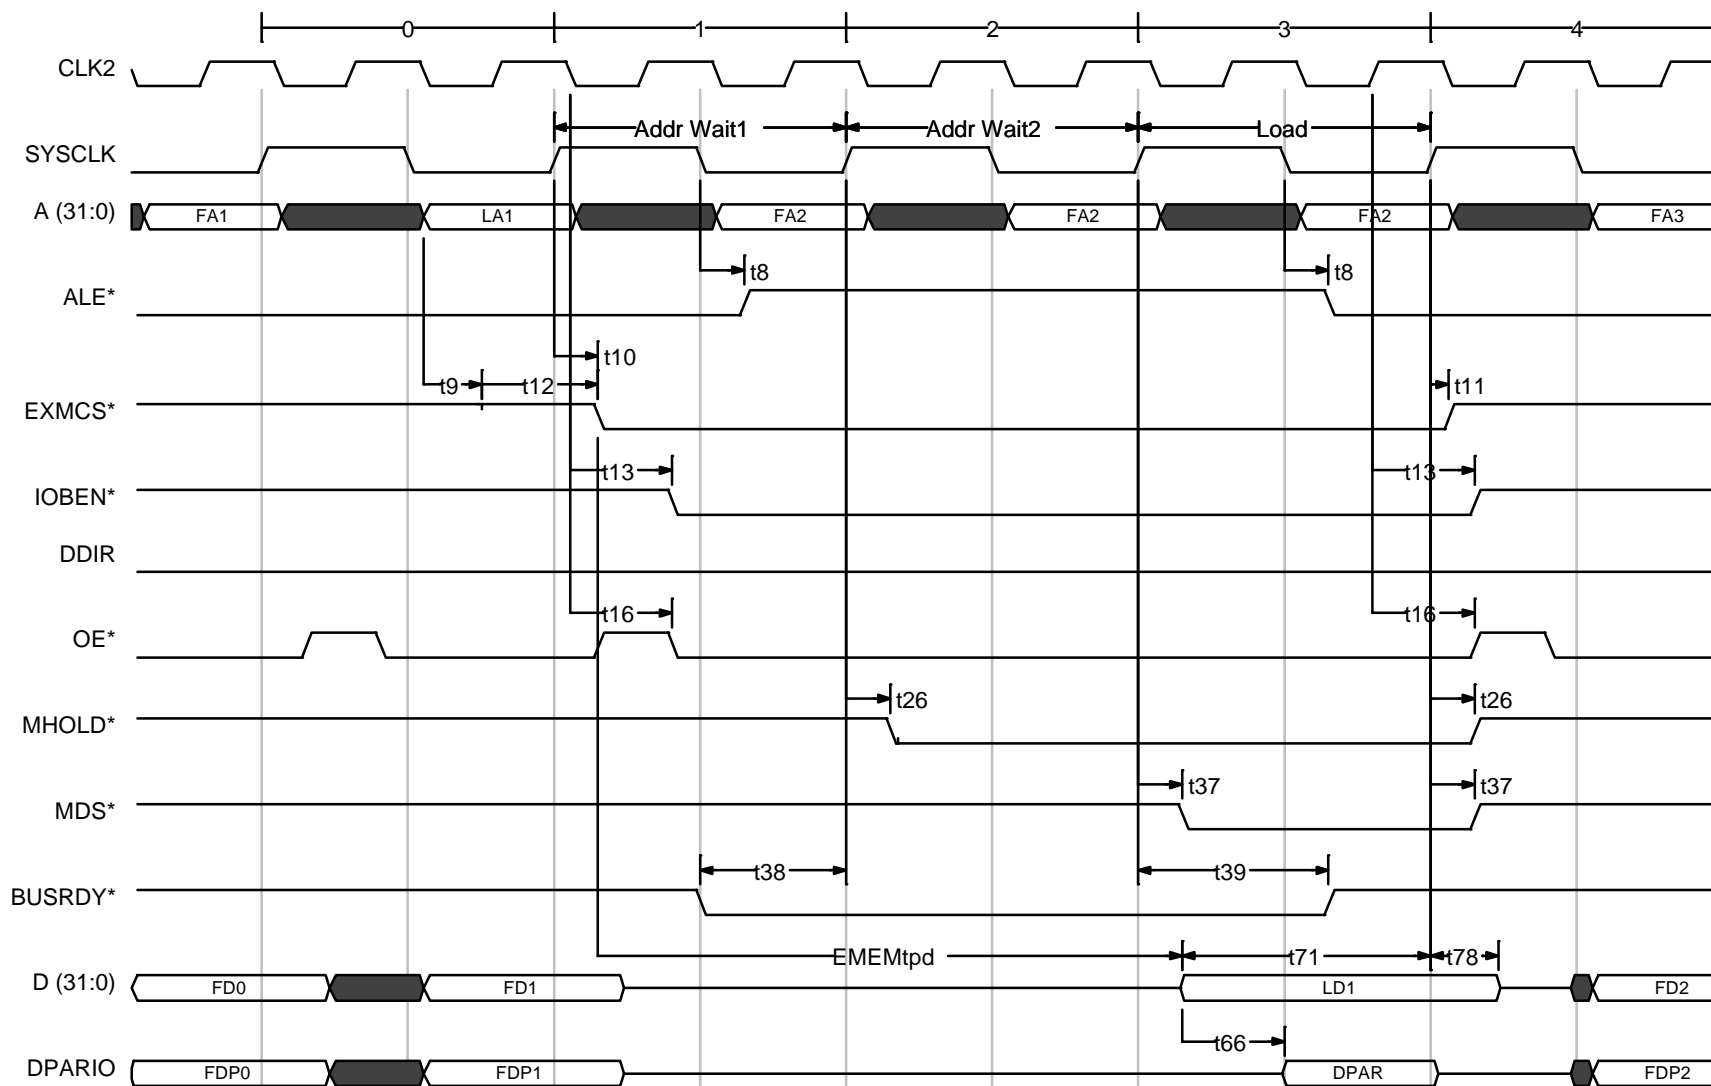 0 1 2 3 4
CLK2
Addr Wait1 Addr Wait2 Load
SYSCLK
A (31:0) FA1 LA1 FA2 FA2 FA2 FA3
t8 t8
ALE*
t10
t9 t12 t11
EXMCS*
t13 t13
IOBEN*
DDIR
t16 t16
OE*
t26 t26
MHOLD*
t37 t37
MDS*
t38 t39
BUSRDY*
EMEMtpd t71 t78
D (31:0) FD0 FD1 LD1 FD2
t66
DPARIO FDP0 FDP1 DPAR FDP2